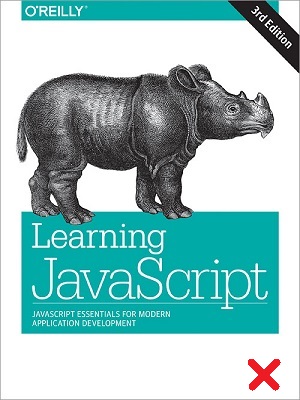 O'REILLY®
3rd Edition
Learning
JavaScript
JAVASCRIPT ESSENTIALS FOR MODERN
APPLICATION DEVELOPMENT